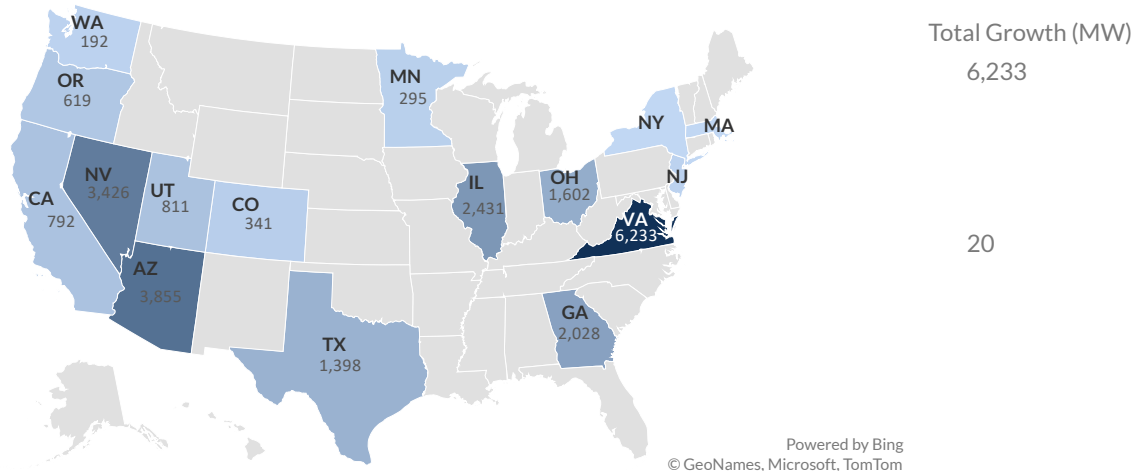 WA
192
Total Growth (MW)
6,233
OR
619
MN
295
NY
MA
NV
3,426
UT
811
CO
341
IL
2,431
OH
1,602
NJ
CA
792
VA
6,233
20
AZ
3,855
GA
2,028
TX
1,398
Powered by Bing
© GeoNames, Microsoft, TomTom